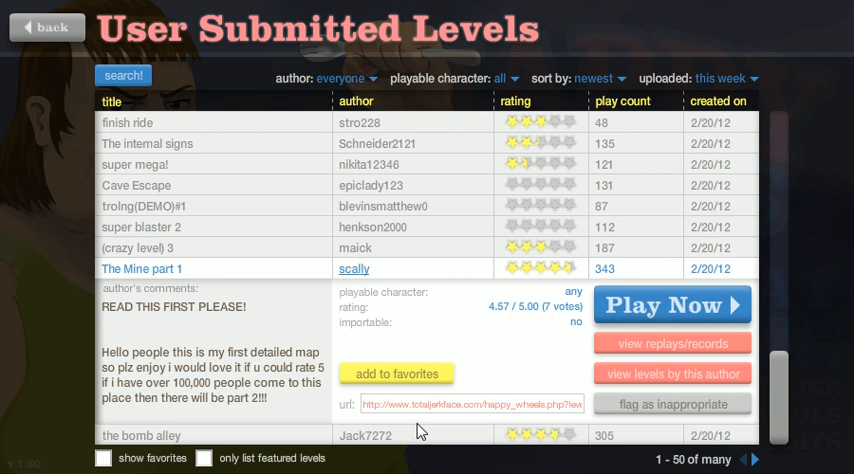 back
User Submitted Levels
search!
author: everyone playable character: all sort by: newest uploaded: this week
title author rating play count created on
finish ride stro228 48 2/20/12
The internal signs Schneider2121 135 2/20/12
super mega! nikita12346 121 2/20/12
Cave Escape epiclady123 131 2/20/12
trolng(DEMO)#1 blevinsmatthew0 87 2/20/12
super blaster 2 henkson2000 112 2/20/12
(crazy level) 3 maick 187 2/20/12
The Mine part 1 scally 343 2/20/12
author's comments:
READ THIS FIRST PLEASE!
Hello people this is my first detailed map
so plz enjoy i would love it if u could rate 5
if i have over 100,000 people come to this
place then there will be part 2!!!
playable character: any
rating: 4.57 / 5.00 (7 votes)
importable: no
add to favorites
url: http://www.totaljerkface.com/happy_wheels.php?lev
Play Now
view replays/records
view levels by this author
flag as inappropriate
the bomb alley Jack7272 305 2/20/12
show favorites only list featured levels 1 - 50 of many
v 1.60